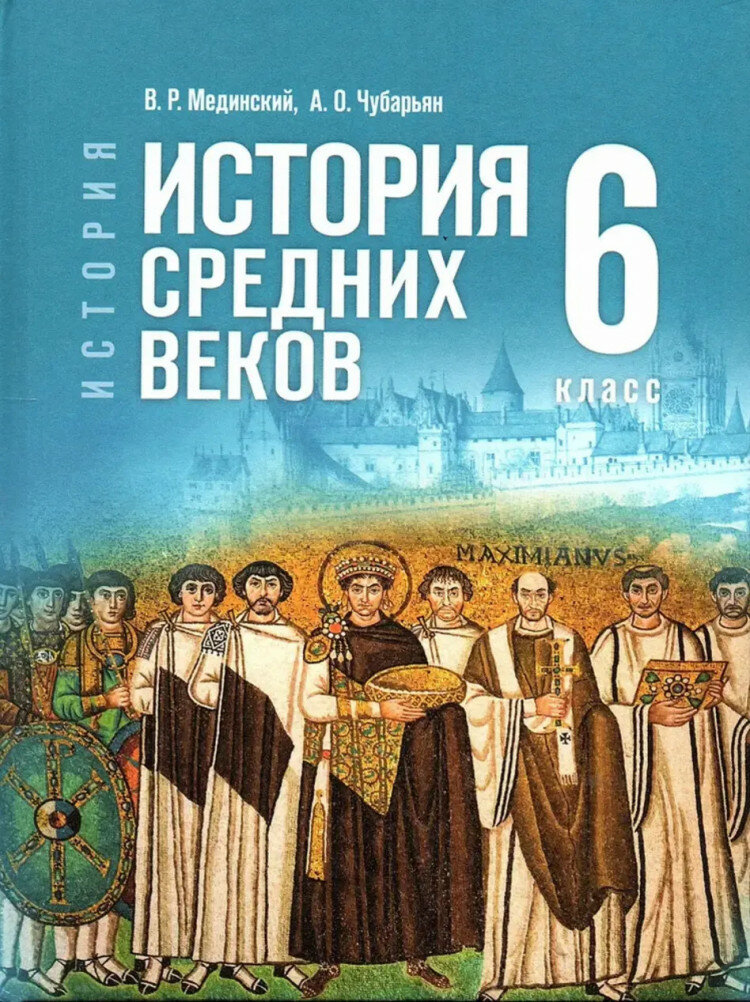 В. Р. Мединский, А. О. Чубарьян
ИСТОРИЯ
ИСТОРИЯ
СРЕДНИХ
ВЕКОВ
6
класс
MAXIMIANVS